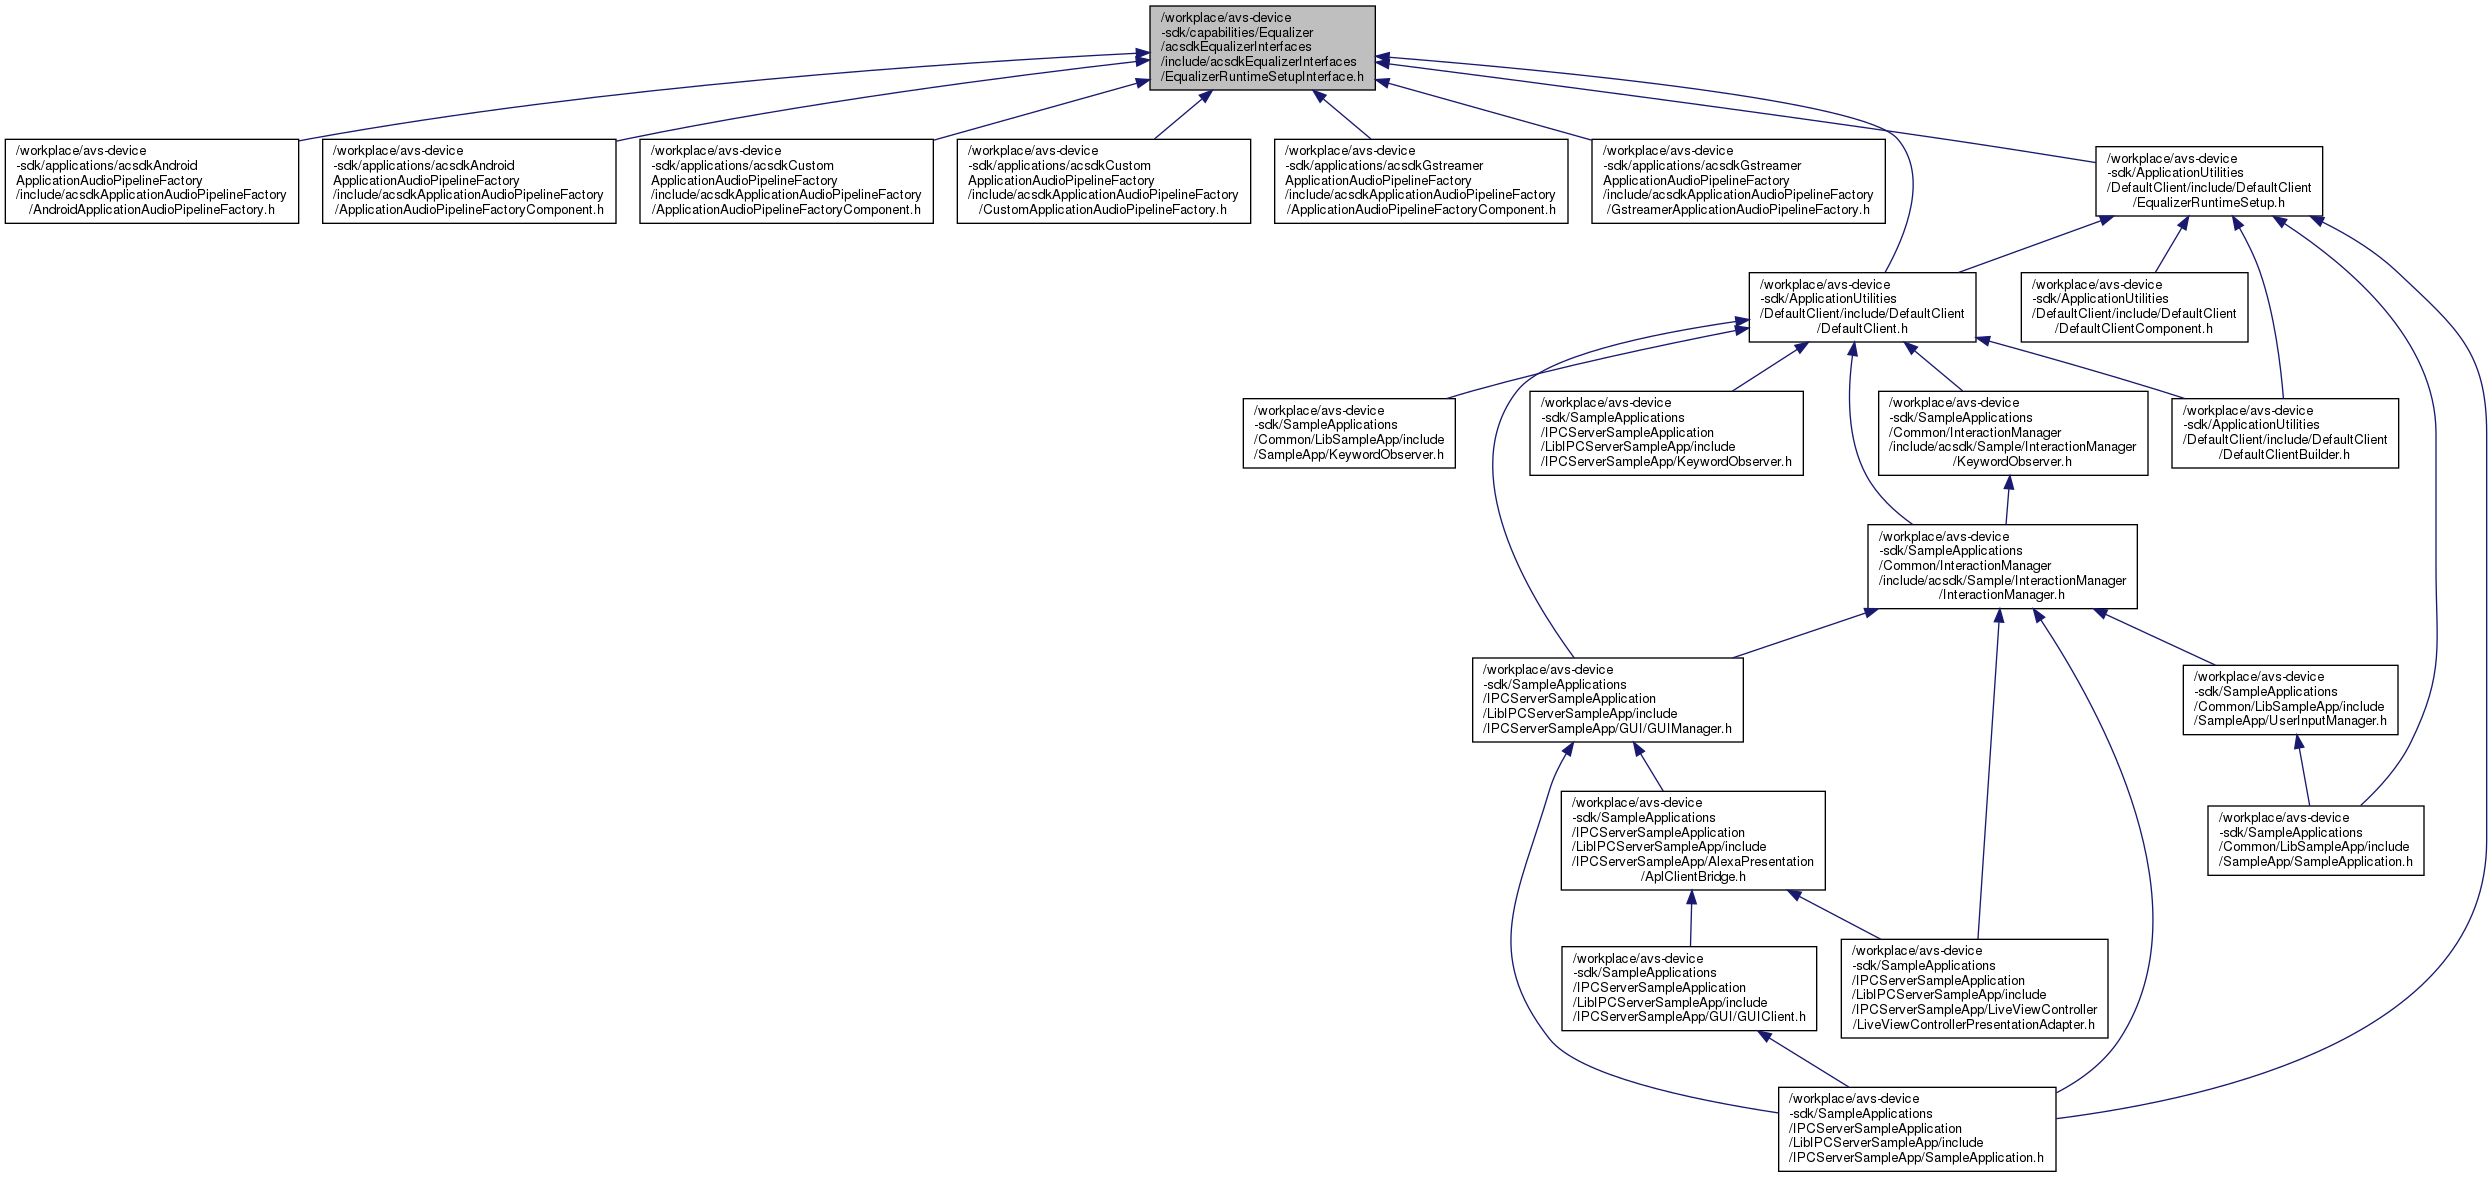 /workplace/avs-device
-sdk/capabilities/Equalizer
/acsdkEqualizerInterfaces
/include/acsdkEqualizerInterfaces
/EqualizerRuntimeSetupInterface.h
/workplace/avs-device
-sdk/applications/acsdkAndroid
ApplicationAudioPipelineFactory
/include/acsdkApplicationAudioPipelineFactory
/AndroidApplicationAudioPipelineFactory.h
/workplace/avs-device
-sdk/applications/acsdkAndroid
ApplicationAudioPipelineFactory
/include/acsdkApplicationAudioPipelineFactory
/ApplicationAudioPipelineFactoryComponent.h
/workplace/avs-device
-sdk/applications/acsdkCustom
ApplicationAudioPipelineFactory
/include/acsdkApplicationAudioPipelineFactory
/ApplicationAudioPipelineFactoryComponent.h
/workplace/avs-device
-sdk/applications/acsdkCustom
ApplicationAudioPipelineFactory
/include/acsdkApplicationAudioPipelineFactory
/CustomApplicationAudioPipelineFactory.h
/workplace/avs-device
-sdk/applications/acsdkGstreamer
ApplicationAudioPipelineFactory
/include/acsdkApplicationAudioPipelineFactory
/ApplicationAudioPipelineFactoryComponent.h
/workplace/avs-device
-sdk/applications/acsdkGstreamer
ApplicationAudioPipelineFactory
/include/acsdkApplicationAudioPipelineFactory
/GstreamerApplicationAudioPipelineFactory.h
/workplace/avs-device
-sdk/ApplicationUtilities
/DefaultClient/include/DefaultClient
/EqualizerRuntimeSetup.h
/workplace/avs-device
-sdk/ApplicationUtilities
/DefaultClient/include/DefaultClient
/DefaultClient.h
/workplace/avs-device
-sdk/ApplicationUtilities
/DefaultClient/include/DefaultClient
/DefaultClientComponent.h
/workplace/avs-device
-sdk/SampleApplications
/Common/LibSampleApp/include
/SampleApp/KeywordObserver.h
/workplace/avs-device
-sdk/SampleApplications
/IPCServerSampleApplication
/LibIPCServerSampleApp/include
/IPCServerSampleApp/KeywordObserver.h
/workplace/avs-device
-sdk/SampleApplications
/Common/InteractionManager
/include/acsdk/Sample/InteractionManager
/KeywordObserver.h
/workplace/avs-device
-sdk/ApplicationUtilities
/DefaultClient/include/DefaultClient
/DefaultClientBuilder.h
/workplace/avs-device
-sdk/SampleApplications
/Common/InteractionManager
/include/acsdk/Sample/InteractionManager
/InteractionManager.h
/workplace/avs-device
-sdk/SampleApplications
/IPCServerSampleApplication
/LibIPCServerSampleApp/include
/IPCServerSampleApp/GUI/GUIManager.h
/workplace/avs-device
-sdk/SampleApplications
/Common/LibSampleApp/include
/SampleApp/UserInputManager.h
/workplace/avs-device
-sdk/SampleApplications
/IPCServerSampleApplication
/LibIPCServerSampleApp/include
/IPCServerSampleApp/AlexaPresentation
/AplClientBridge.h
/workplace/avs-device
-sdk/SampleApplications
/Common/LibSampleApp/include
/SampleApp/SampleApplication.h
/workplace/avs-device
-sdk/SampleApplications
/IPCServerSampleApplication
/LibIPCServerSampleApp/include
/IPCServerSampleApp/GUI/GUIClient.h
/workplace/avs-device
-sdk/SampleApplications
/IPCServerSampleApplication
/LibIPCServerSampleApp/include
/IPCServerSampleApp/LiveViewController
/LiveViewControllerPresentationAdapter.h
/workplace/avs-device
-sdk/SampleApplications
/IPCServerSampleApplication
/LibIPCServerSampleApp/include
/IPCServerSampleApp/SampleApplication.h